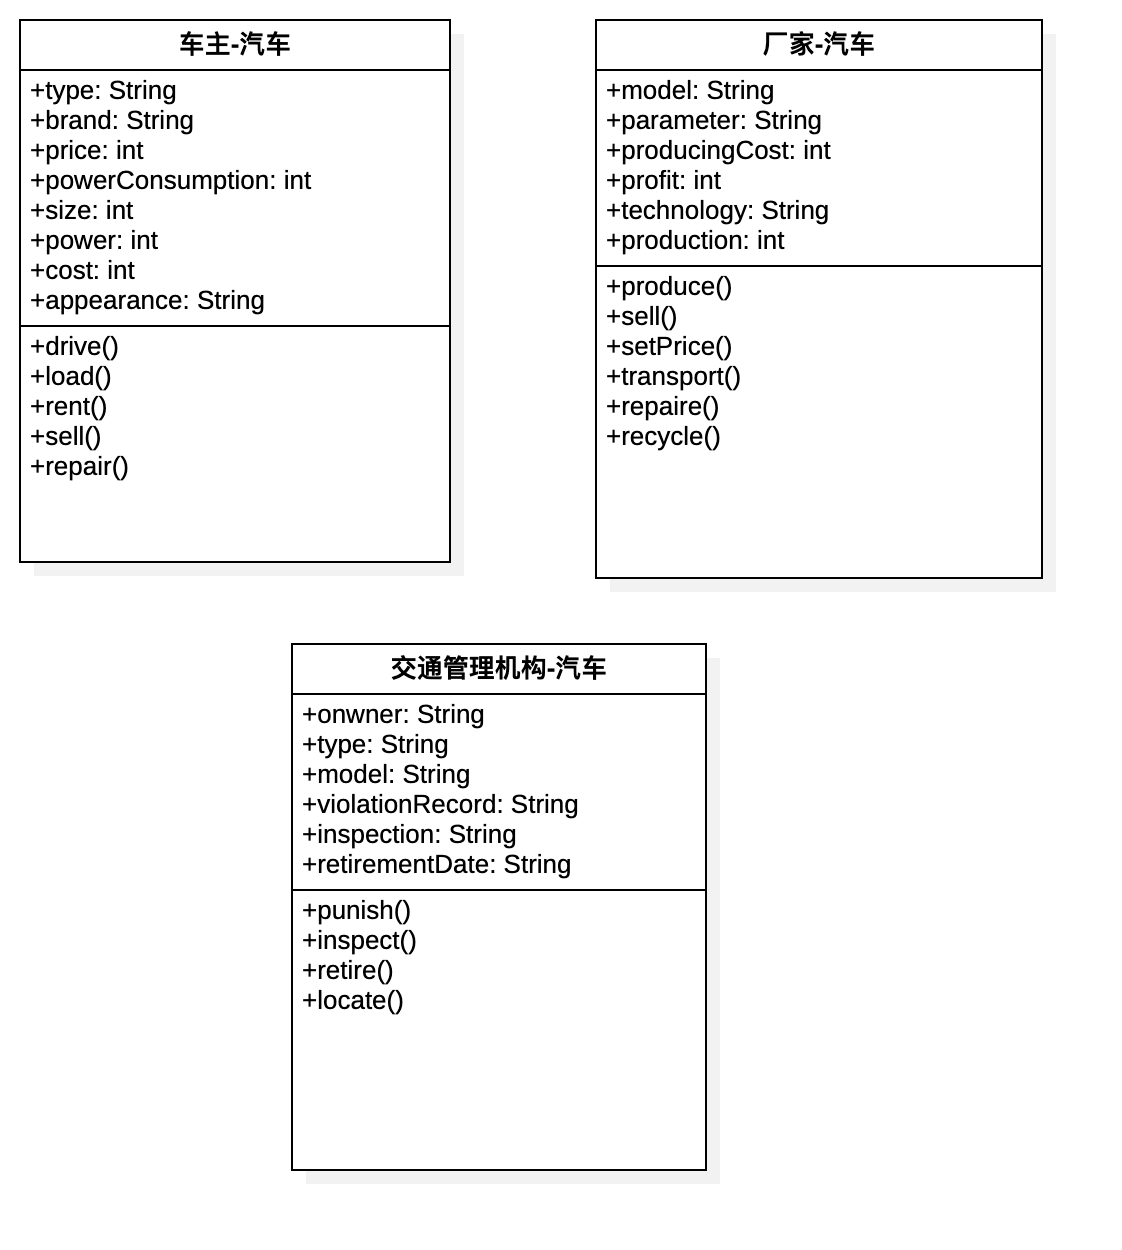 车主-汽车
+type: String
+brand: String
+price: int
+powerConsumption: int
+size: int
+power: int
+cost: int
+appearance: String
+drive()
+load()
+rent()
+sell()
+repair()
厂家-汽车
+model: String
+parameter: String
+producingCost: int
+profit: int
+technology: String
+production: int
+produce()
+sell()
+setPrice()
+transport()
+repaire()
+recycle()
交通管理机构-汽车
+onwner: String
+type: String
+model: String
+violationRecord: String
+inspection: String
+retirementDate: String
+punish()
+inspect()
+retire()
+locate()